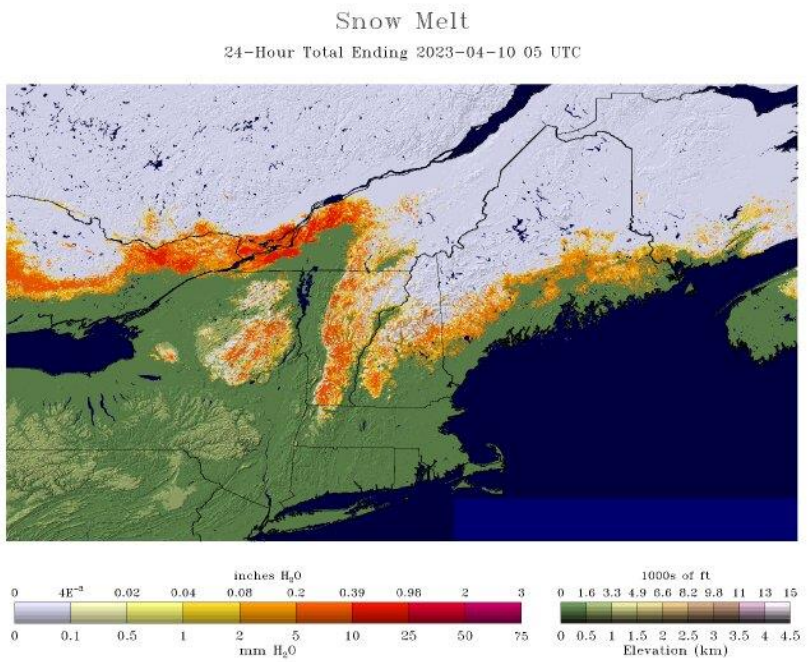 Snow Melt
24-Hour Total Ending 2023-04-10 05 UTC
inches H₂O
0 4E⁻³ 0.02 0.04 0.08 0.2 0.39 0.98 2 3
0 0.1 0.5 1 2 5 10 25 50 75
mm H₂O
1000s of ft
0 1.6 3.3 4.9 6.6 8.2 9.8 11 13 15
0 0.5 1 1.5 2 2.5 3 3.5 4 4.5
Elevation (km)